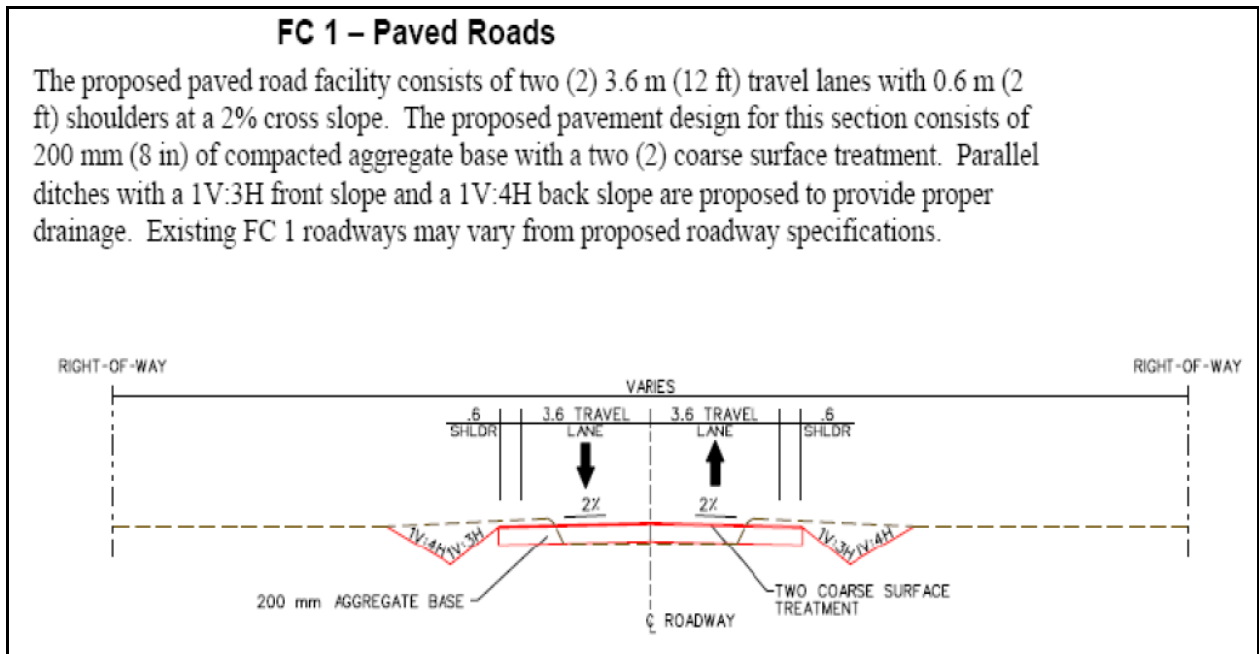 FC 1 – Paved Roads
The proposed paved road facility consists of two (2) 3.6 m (12 ft) travel lanes with 0.6 m (2
ft) shoulders at a 2% cross slope.  The proposed pavement design for this section consists of
200 mm (8 in) of compacted aggregate base with a two (2) coarse surface treatment.  Parallel
ditches with a 1V:3H front slope and a 1V:4H back slope are proposed to provide proper
drainage.  Existing FC 1 roadways may vary from proposed roadway specifications.
RIGHT-OF-WAY
RIGHT-OF-WAY
VARIES
.6
SHLDR
3.6 TRAVEL
LANE
3.6 TRAVEL
LANE
.6
SHLDR
2%
2%
1V:4H
1V:3H
1V:3H
1V:4H
200 mm AGGREGATE BASE
TWO COARSE SURFACE
TREATMENT
℄ ROADWAY